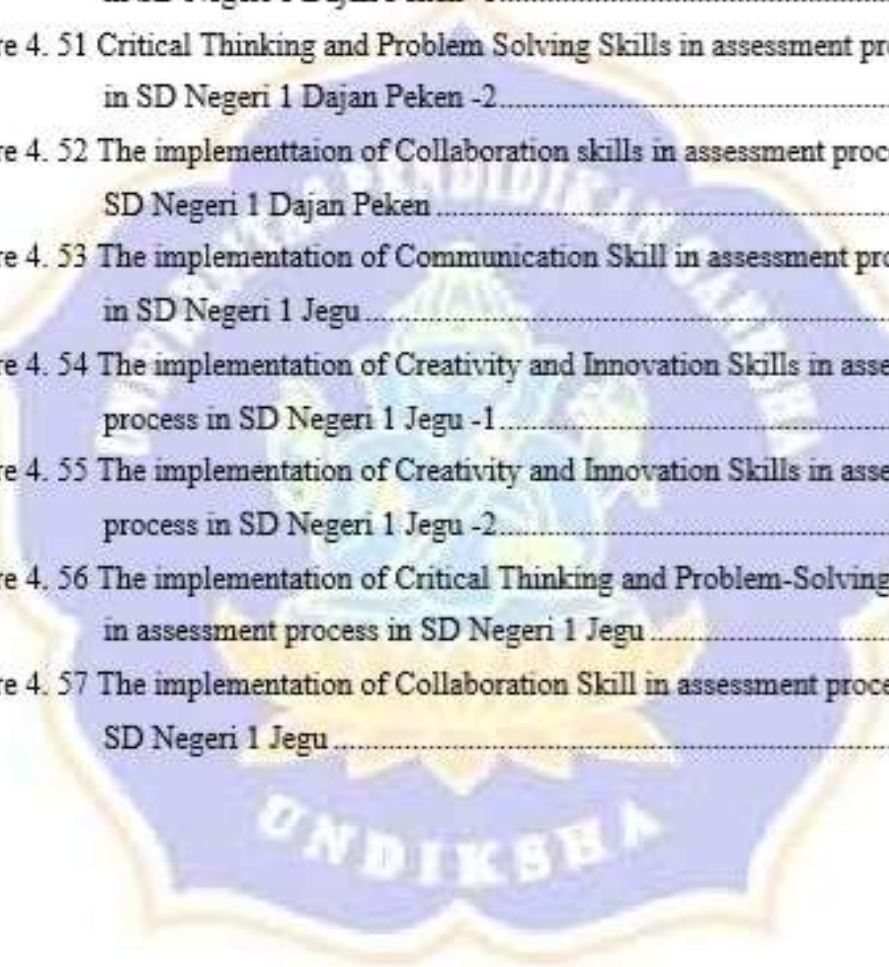 re 4. 51 Critical Thinking and Problem Solving Skills in assessment pr
in SD Negeri 1 Dajan Peken -2
re 4. 52 The implementtaion of Collaboration skills in assessment proc
SD Negeri 1 Dajan Peken
re 4. 53 The implementation of Communication Skill in assessment pro
in SD Negeri 1 Jegu
re 4. 54 The implementation of Creativity and Innovation Skills in asse
process in SD Negeri 1 Jegu -1
re 4. 55 The implementation of Creativity and Innovation Skills in asse
process in SD Negeri 1 Jegu -2
re 4. 56 The implementation of Critical Thinking and Problem-Solving
in assessment process in SD Negeri 1 Jegu
re 4. 57 The implementation of Collaboration Skill in assessment proce
SD Negeri 1 Jegu
UNIVERSITAS PENDIDIKAN GANESHA
UNDIKSHA